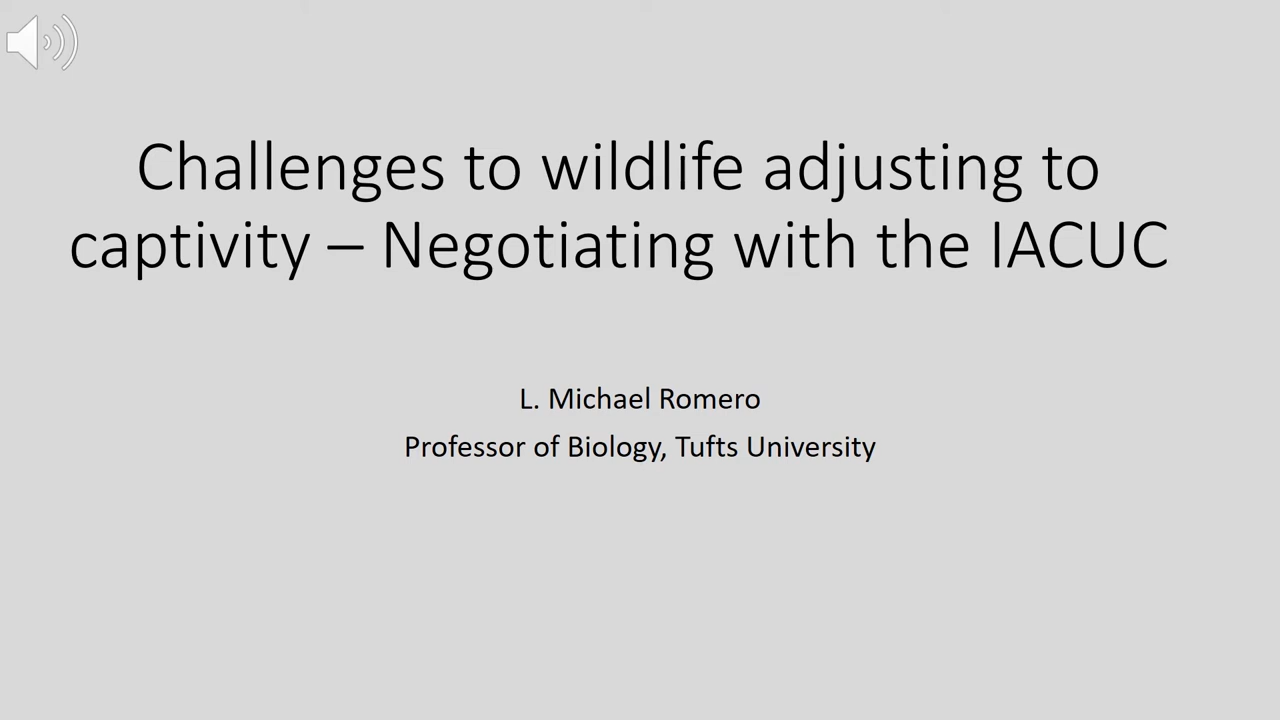 Challenges to wildlife adjusting to
captivity – Negotiating with the IACUC
L. Michael Romero
Professor of Biology, Tufts University